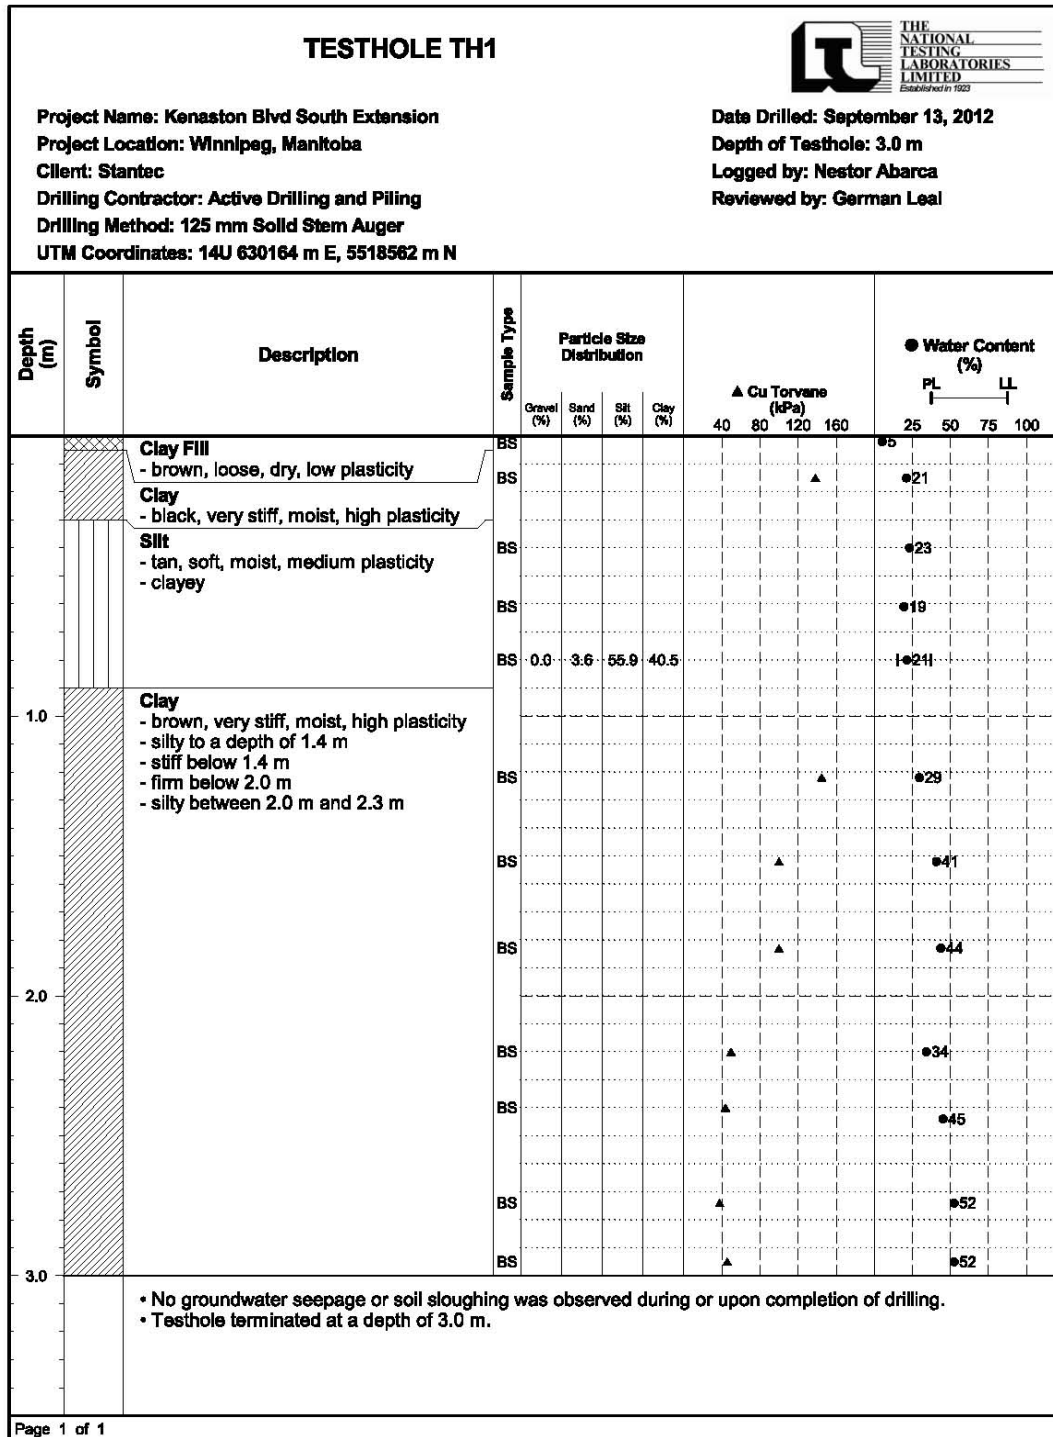 TESTHOLE TH1
THE
NATIONAL
TESTING
LABORATORIES
LIMITED
Established in 1923
Project Name: Kenaston Blvd South Extension
Project Location: Winnipeg, Manitoba
Client: Stantec
Drilling Contractor: Active Drilling and Piling
Drilling Method: 125 mm Solid Stem Auger
UTM Coordinates: 14U 630164 m E, 5518562 m N
Date Drilled: September 13, 2012
Depth of Testhole: 3.0 m
Logged by: Nestor Abarca
Reviewed by: German Leal
Depth
(m)
Symbol
Description
Sample Type
Particle Size
Distribution
Gravel
(%)
Sand
(%)
Silt
(%)
Clay
(%)
▲ Cu Torvane
(kPa)
40 80 120 160
● Water Content
(%)
PL LL
25 50 75 100
Clay Fill
- brown, loose, dry, low plasticity
BS 5
Clay
- black, very stiff, moist, high plasticity
BS 21
Silt
- tan, soft, moist, medium plasticity
- clayey
BS 23
BS 19
BS 0.0 3.6 55.9 40.5 21
1.0
Clay
- brown, very stiff, moist, high plasticity
- silty to a depth of 1.4 m
- stiff below 1.4 m
- firm below 2.0 m
- silty between 2.0 m and 2.3 m
BS 29
BS 41
BS 44
2.0
BS 34
BS 45
BS 52
BS 52
3.0
• No groundwater seepage or soil sloughing was observed during or upon completion of drilling.
• Testhole terminated at a depth of 3.0 m.
Page 1 of 1